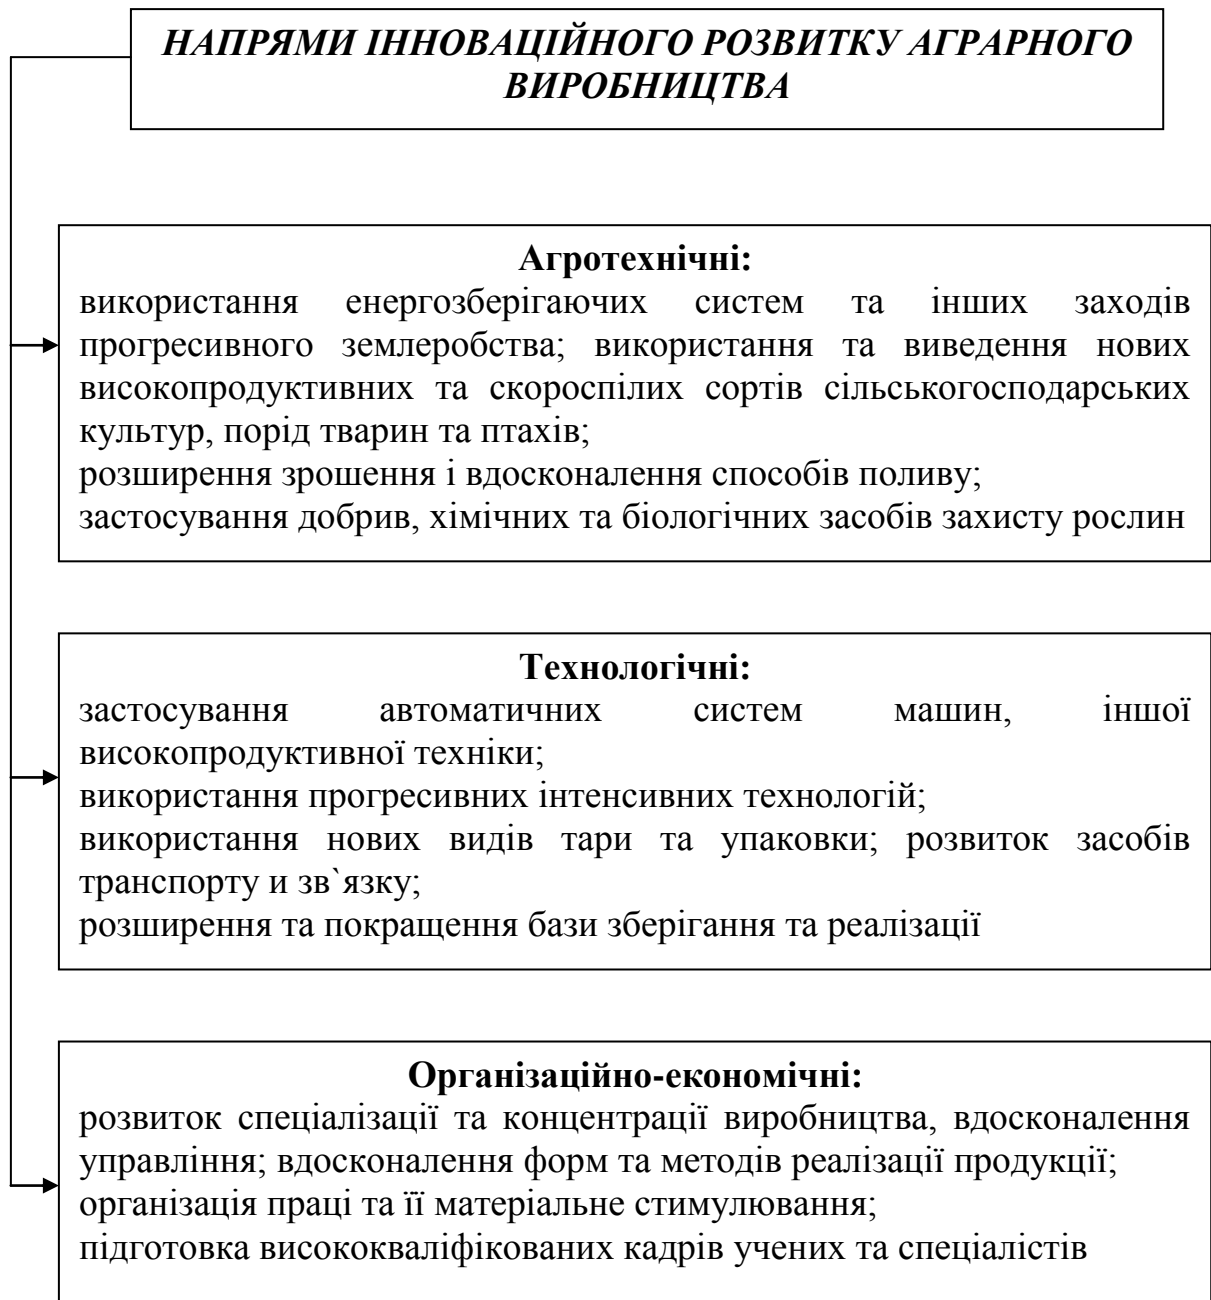 НАПРЯМИ ІННОВАЦІЙНОГО РОЗВИТКУ АГРАРНОГО
ВИРОБНИЦТВА
Агротехнічні:
використання енергозберігаючих систем та інших заходів
прогресивного землеробства; використання та виведення нових
високопродуктивних та скороспілих сортів сільськогосподарських
культур, порід тварин та птахів;
розширення зрошення і вдосконалення способів поливу;
застосування добрив, хімічних та біологічних засобів захисту рослин
Технологічні:
застосування автоматичних систем машин, іншої
високопродуктивної техніки;
використання прогресивних інтенсивних технологій;
використання нових видів тари та упаковки; розвиток засобів
транспорту и зв`язку;
розширення та покращення бази зберігання та реалізації
Організаційно-економічні:
розвиток спеціалізації та концентрації виробництва, вдосконалення
управління; вдосконалення форм та методів реалізації продукції;
організація праці та її матеріальне стимулювання;
підготовка висококваліфікованих кадрів учених та спеціалістів